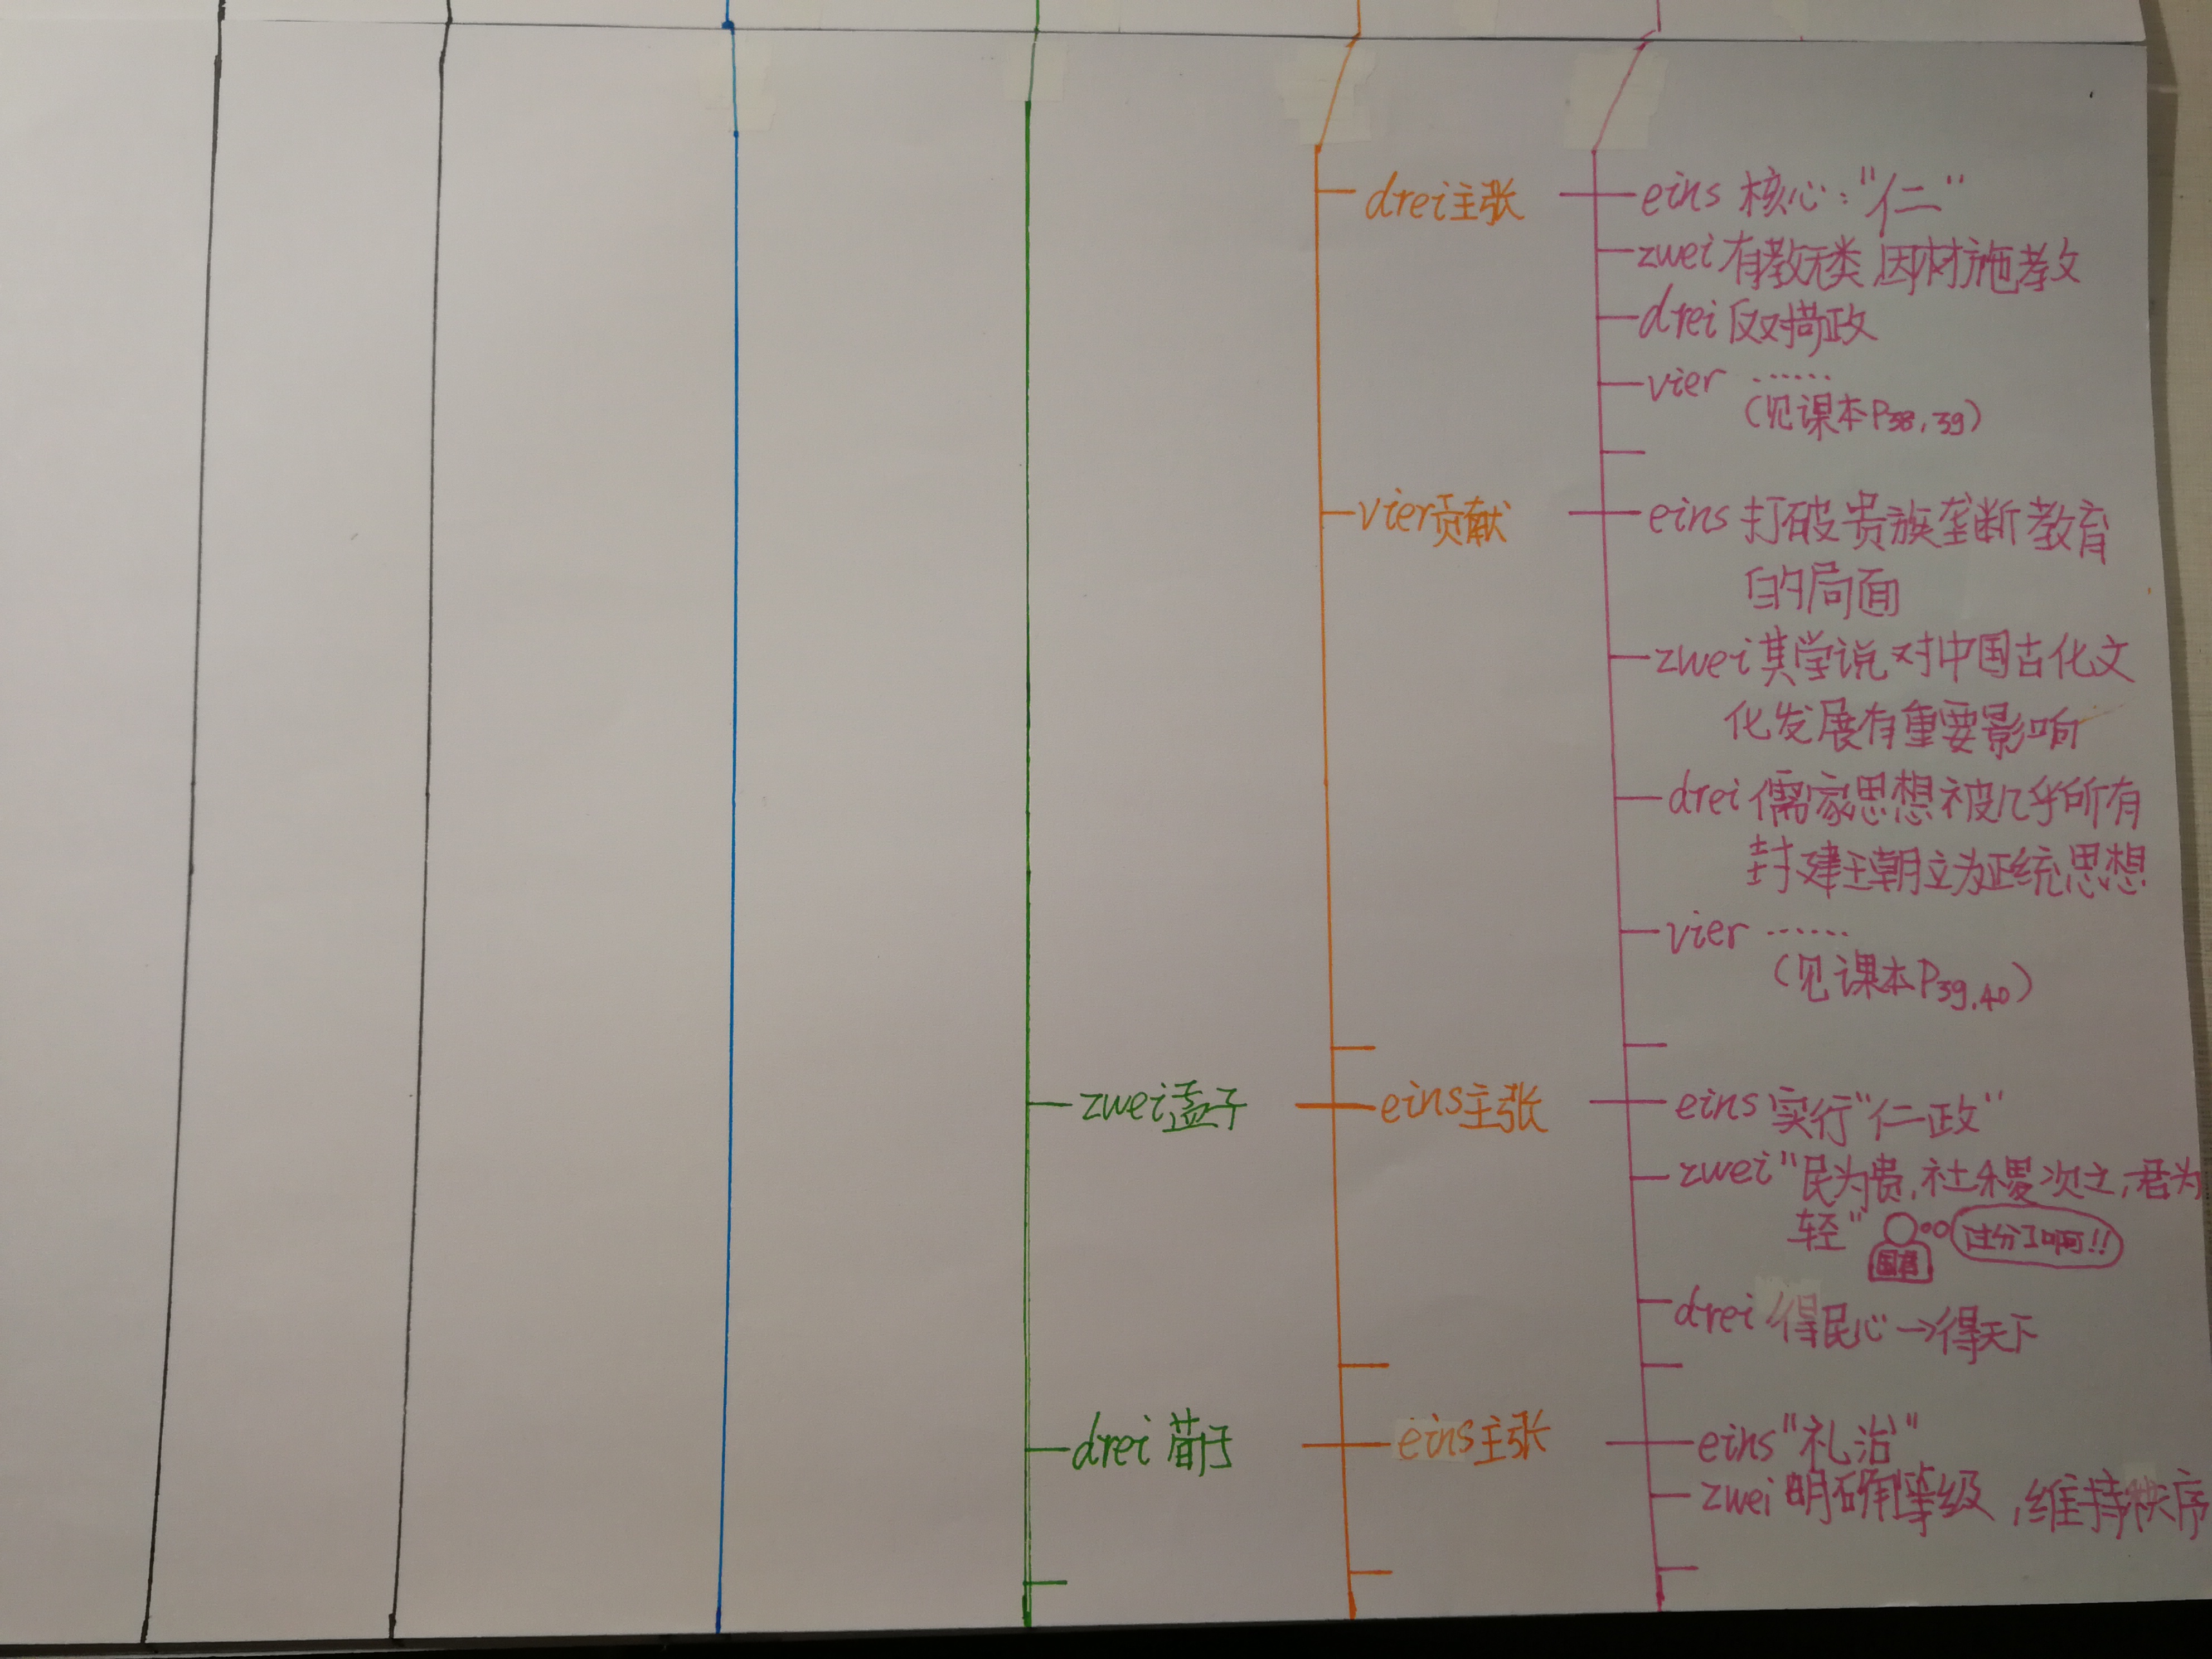 drei主张
eins 核心:"仁"
zwei 有教无类 因材施教
drei 反对苛政
vier ......
(见课本P38,39)
vier贡献
eins 打破贵族垄断教育
的局面
zwei 其学说对中国古化文
化发展有重要影响
drei 儒家思想被几乎所有
封建王朝立为正统思想
vier ......
(见课本P39,40)
zwei孟子
eins主张
eins 实行"仁政"
zwei "民为贵,社稷次之,君为
轻"
国君
过分了啊!!
drei 得民心→得天下
drei 荀子
eins主张
eins "礼治"
zwei 明确等级,维持秩序